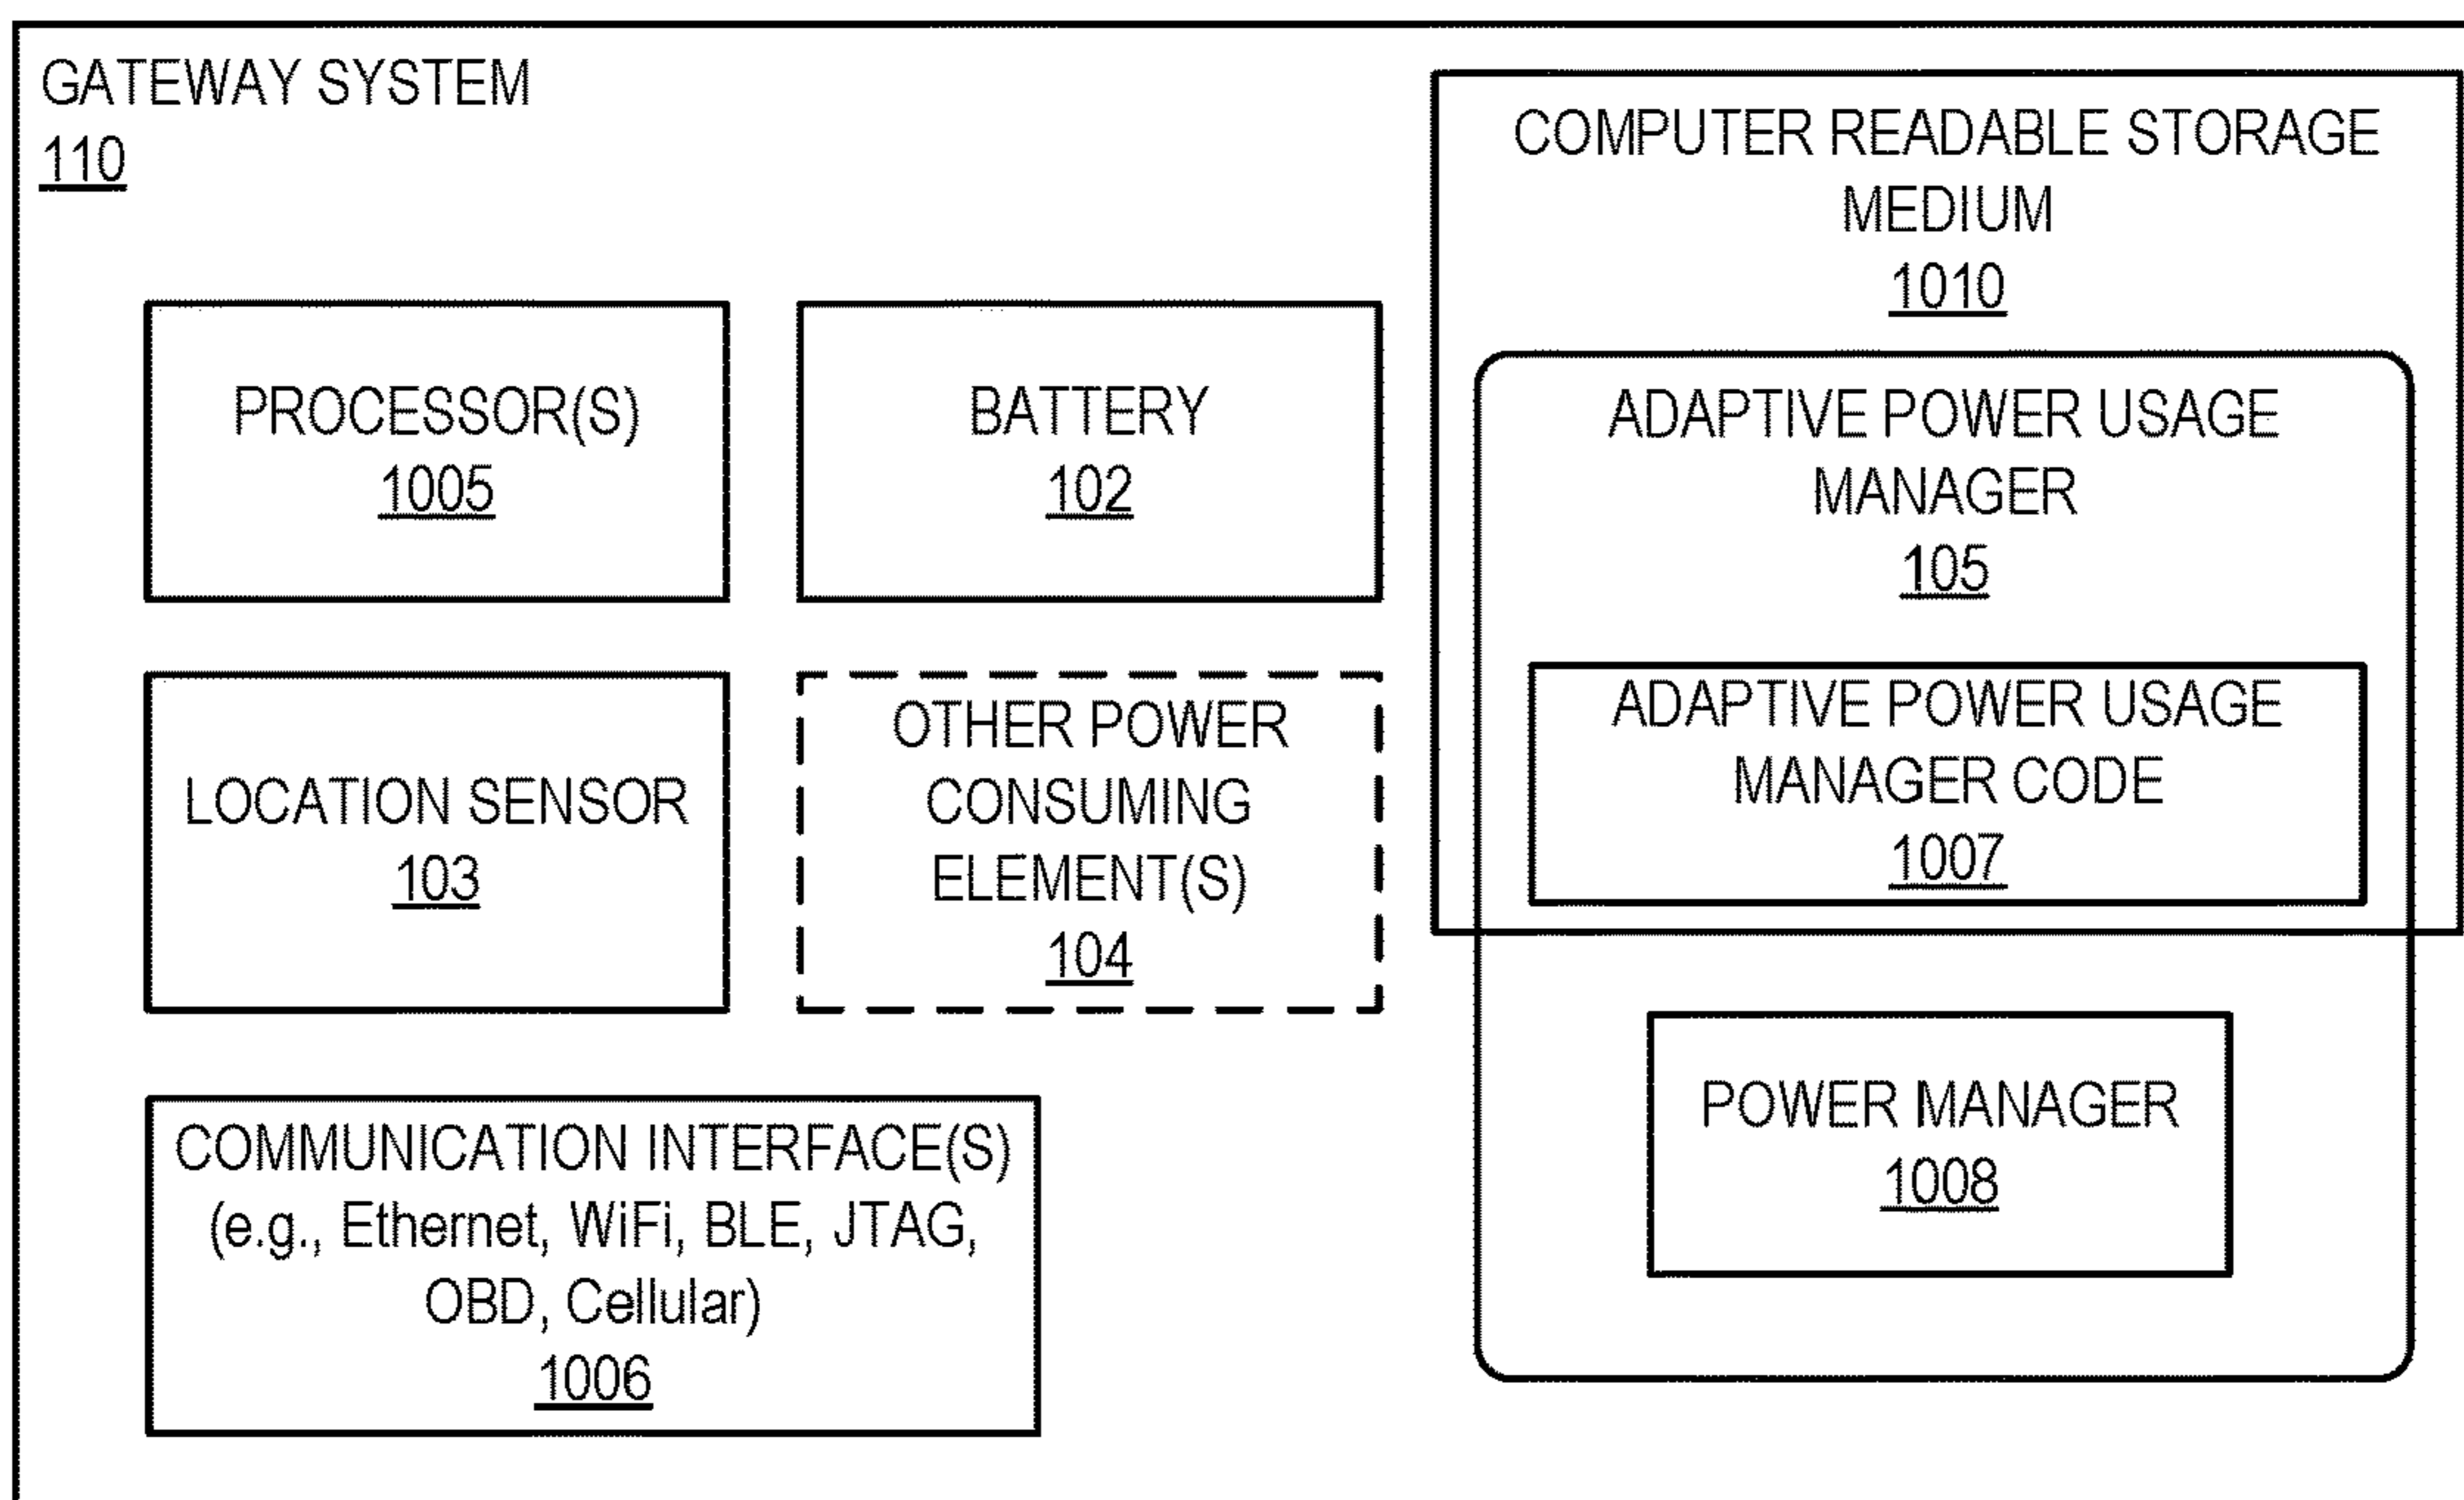 GATEWAY SYSTEM
110
PROCESSOR(S)
1005
BATTERY
102
LOCATION SENSOR
103
OTHER POWER
CONSUMING
ELEMENT(S)
104
COMMUNICATION INTERFACE(S)
(e.g., Ethernet, WiFi, BLE, JTAG,
OBD, Cellular)
1006
COMPUTER READABLE STORAGE
MEDIUM
1010
ADAPTIVE POWER USAGE
MANAGER
105
ADAPTIVE POWER USAGE
MANAGER CODE
1007
POWER MANAGER
1008